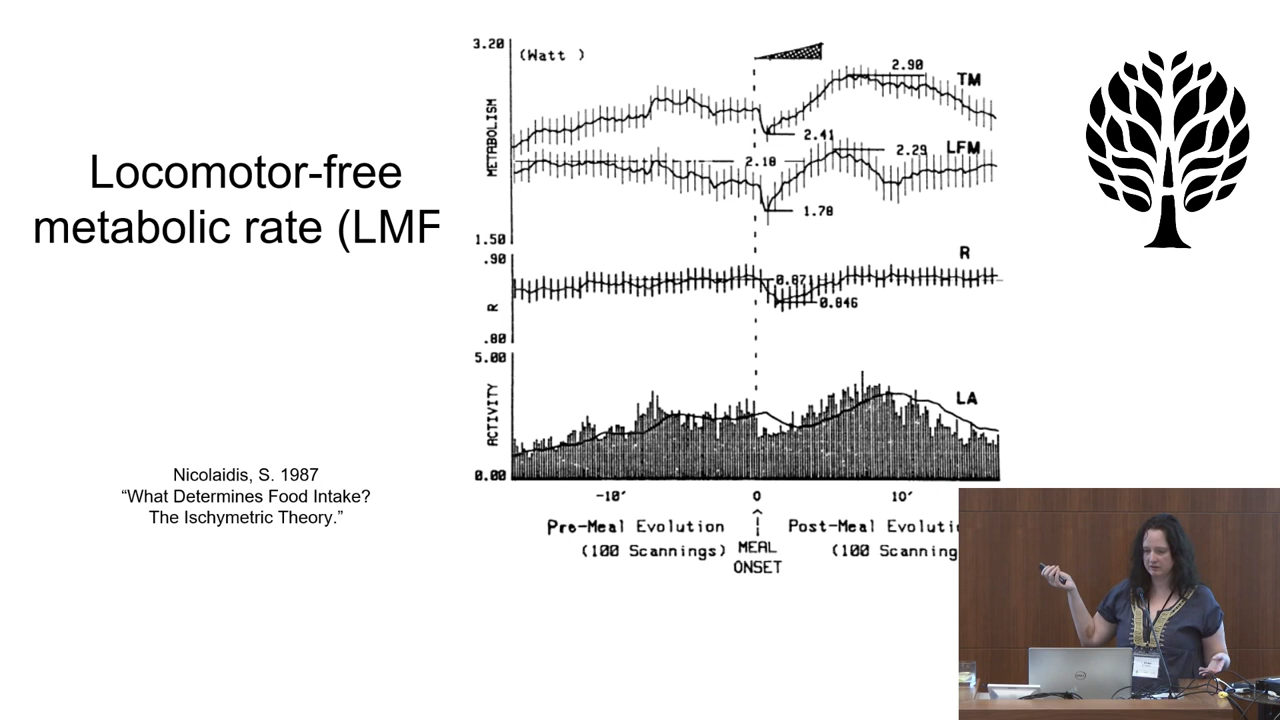 Locomotor-free
metabolic rate (LMF
Nicolaidis, S. 1987
“What Determines Food Intake?
The Ischymetric Theory.”
3.20
(Watt )
METABOLISM
1.50
2.90
TM
2.41
LFM
2.18
2.29
1.78
.90
R
.80
R
0.871
0.846
5.00
ACTIVITY
0.00
LA
-10′
0
10′
Pre-Meal Evolution
(100 Scannings)
MEAL
ONSET
Post-Meal Evoluti
(100 Scanning